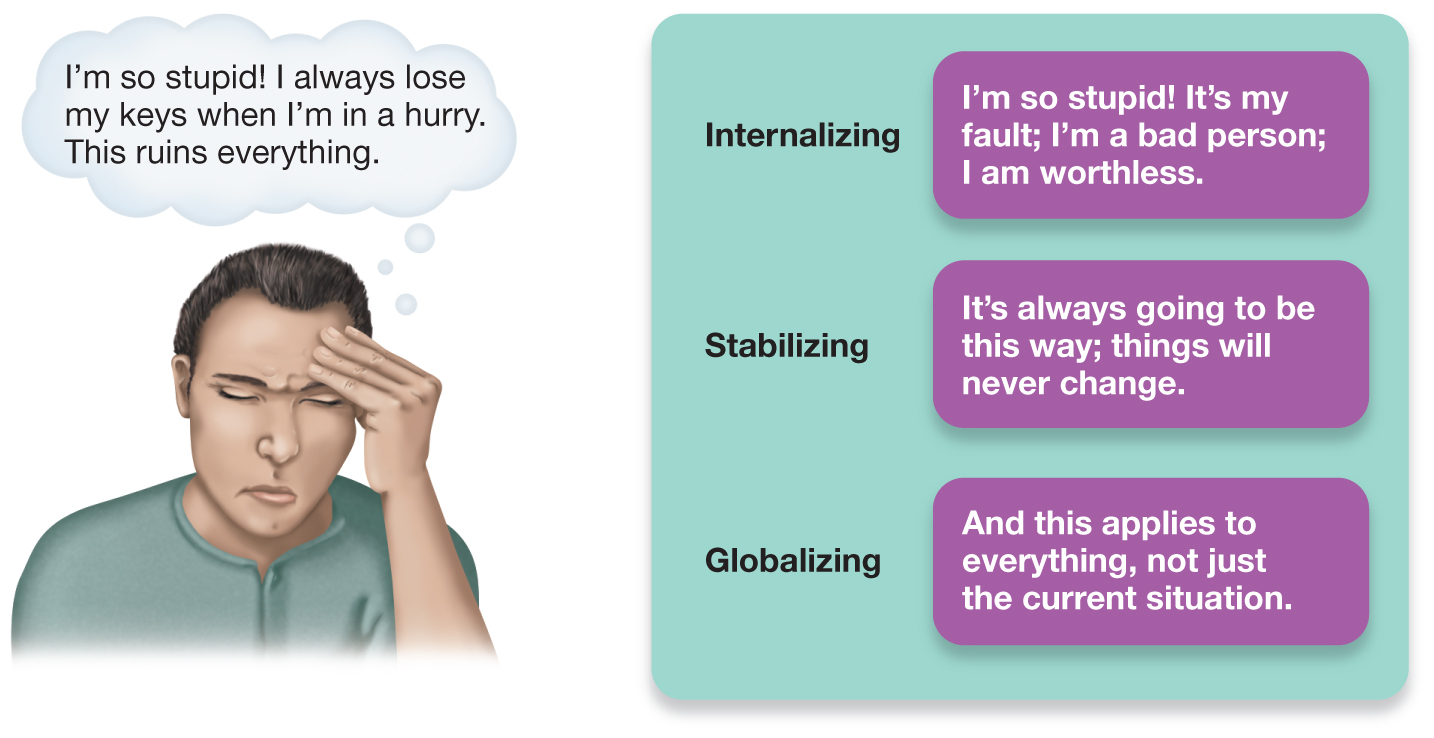 I’m so stupid! I always lose
my keys when I’m in a hurry.
This ruins everything.
Internalizing
I’m so stupid! It’s my
fault; I’m a bad person;
I am worthless.
Stabilizing
It’s always going to be
this way; things will
never change.
Globalizing
And this applies to
everything, not just
the current situation.